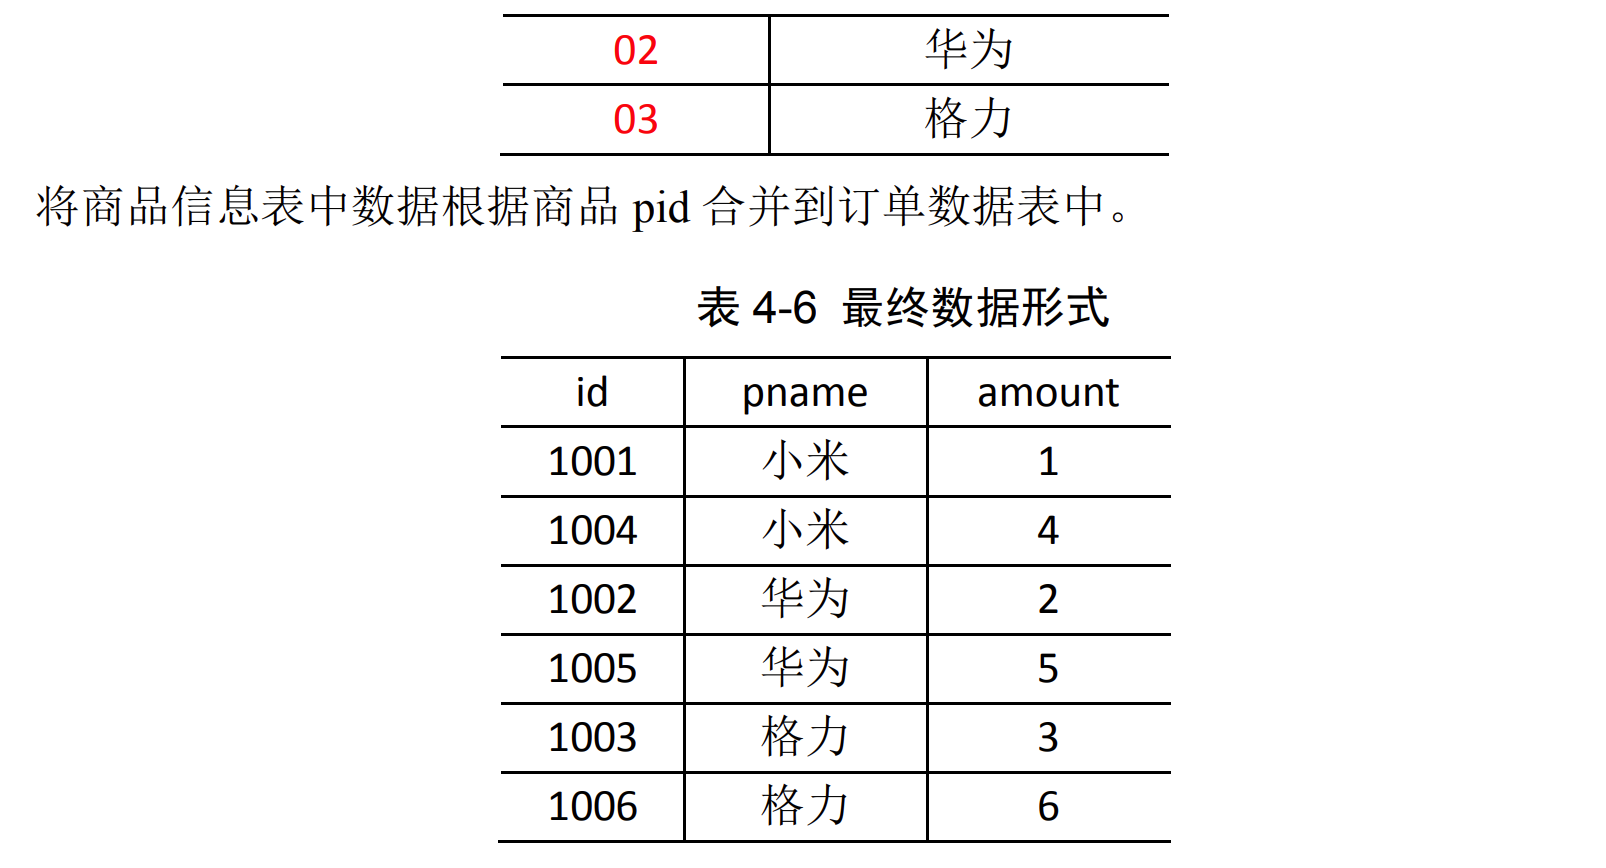 02 华为
03 格力
将商品信息表中数据根据商品 pid 合并到订单数据表中。
表 4-6 最终数据形式
id pname amount
1001 小米 1
1004 小米 4
1002 华为 2
1005 华为 5
1003 格力 3
1006 格力 6